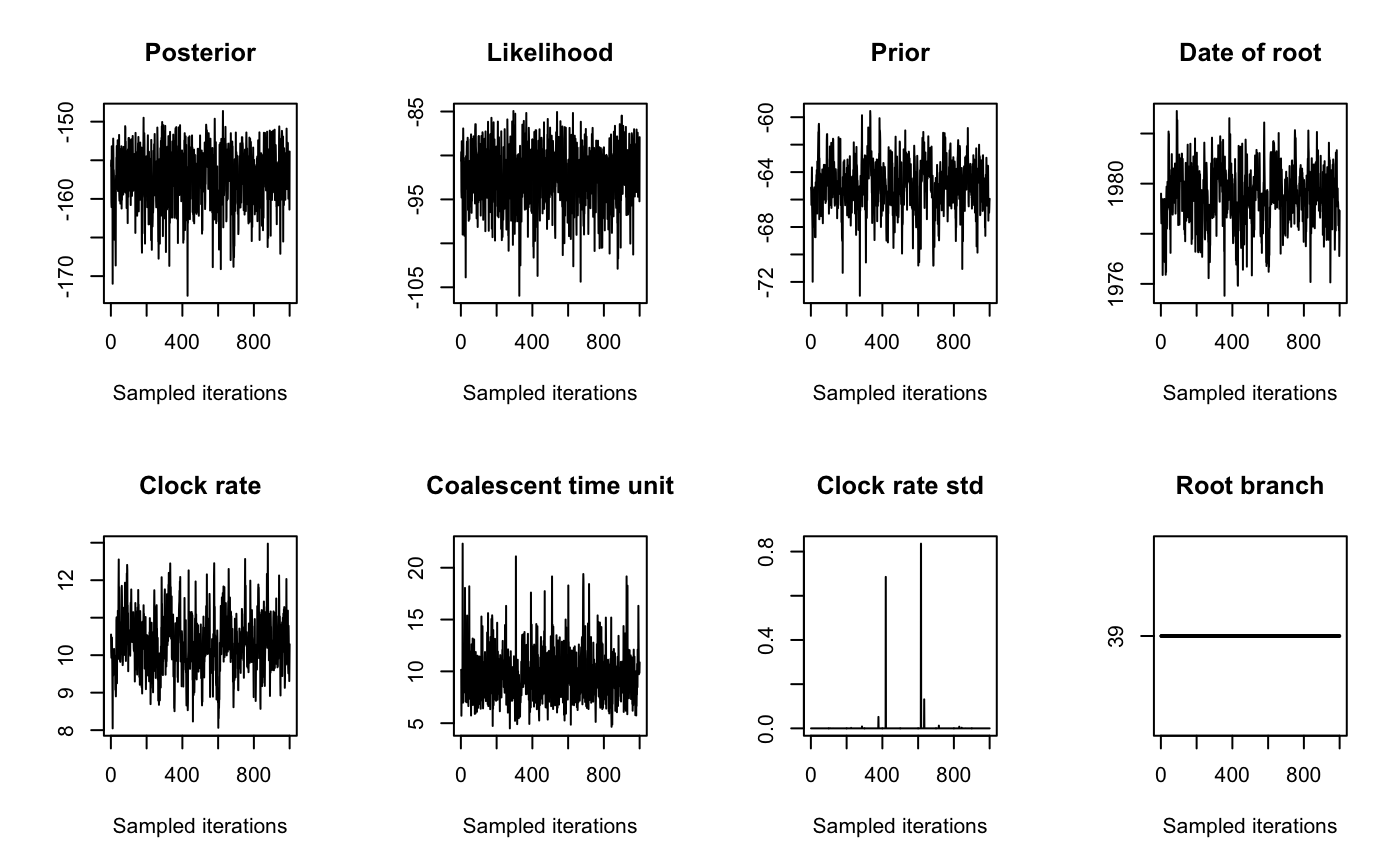 Posterior
-150
-160
-170
0 400 800
Sampled iterations
Likelihood
-85
-95
-105
0 400 800
Sampled iterations
Prior
-60
-64
-68
-72
0 400 800
Sampled iterations
Date of root
1980
1976
0 400 800
Sampled iterations
Clock rate
12
10
9
8
0 400 800
Sampled iterations
Coalescent time unit
20
15
10
5
0 400 800
Sampled iterations
Clock rate std
0.8
0.4
0.0
0 400 800
Sampled iterations
Root branch
39
0 400 800
Sampled iterations